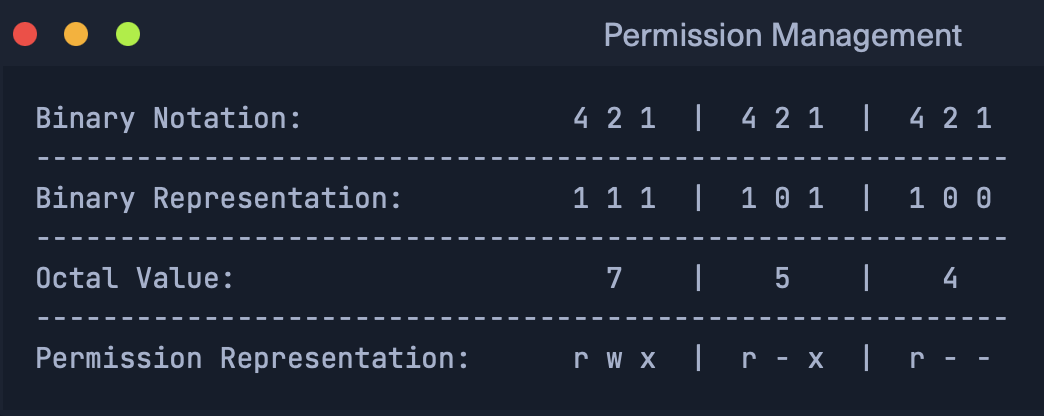 Permission Management
Binary Notation:                4 2 1  |  4 2 1  |  4 2 1
----------------------------------------------------------
Binary Representation:          1 1 1  |  1 0 1  |  1 0 0
----------------------------------------------------------
Octal Value:                      7    |    5    |    4
----------------------------------------------------------
Permission Representation:      r w x  |  r - x  |  r - -